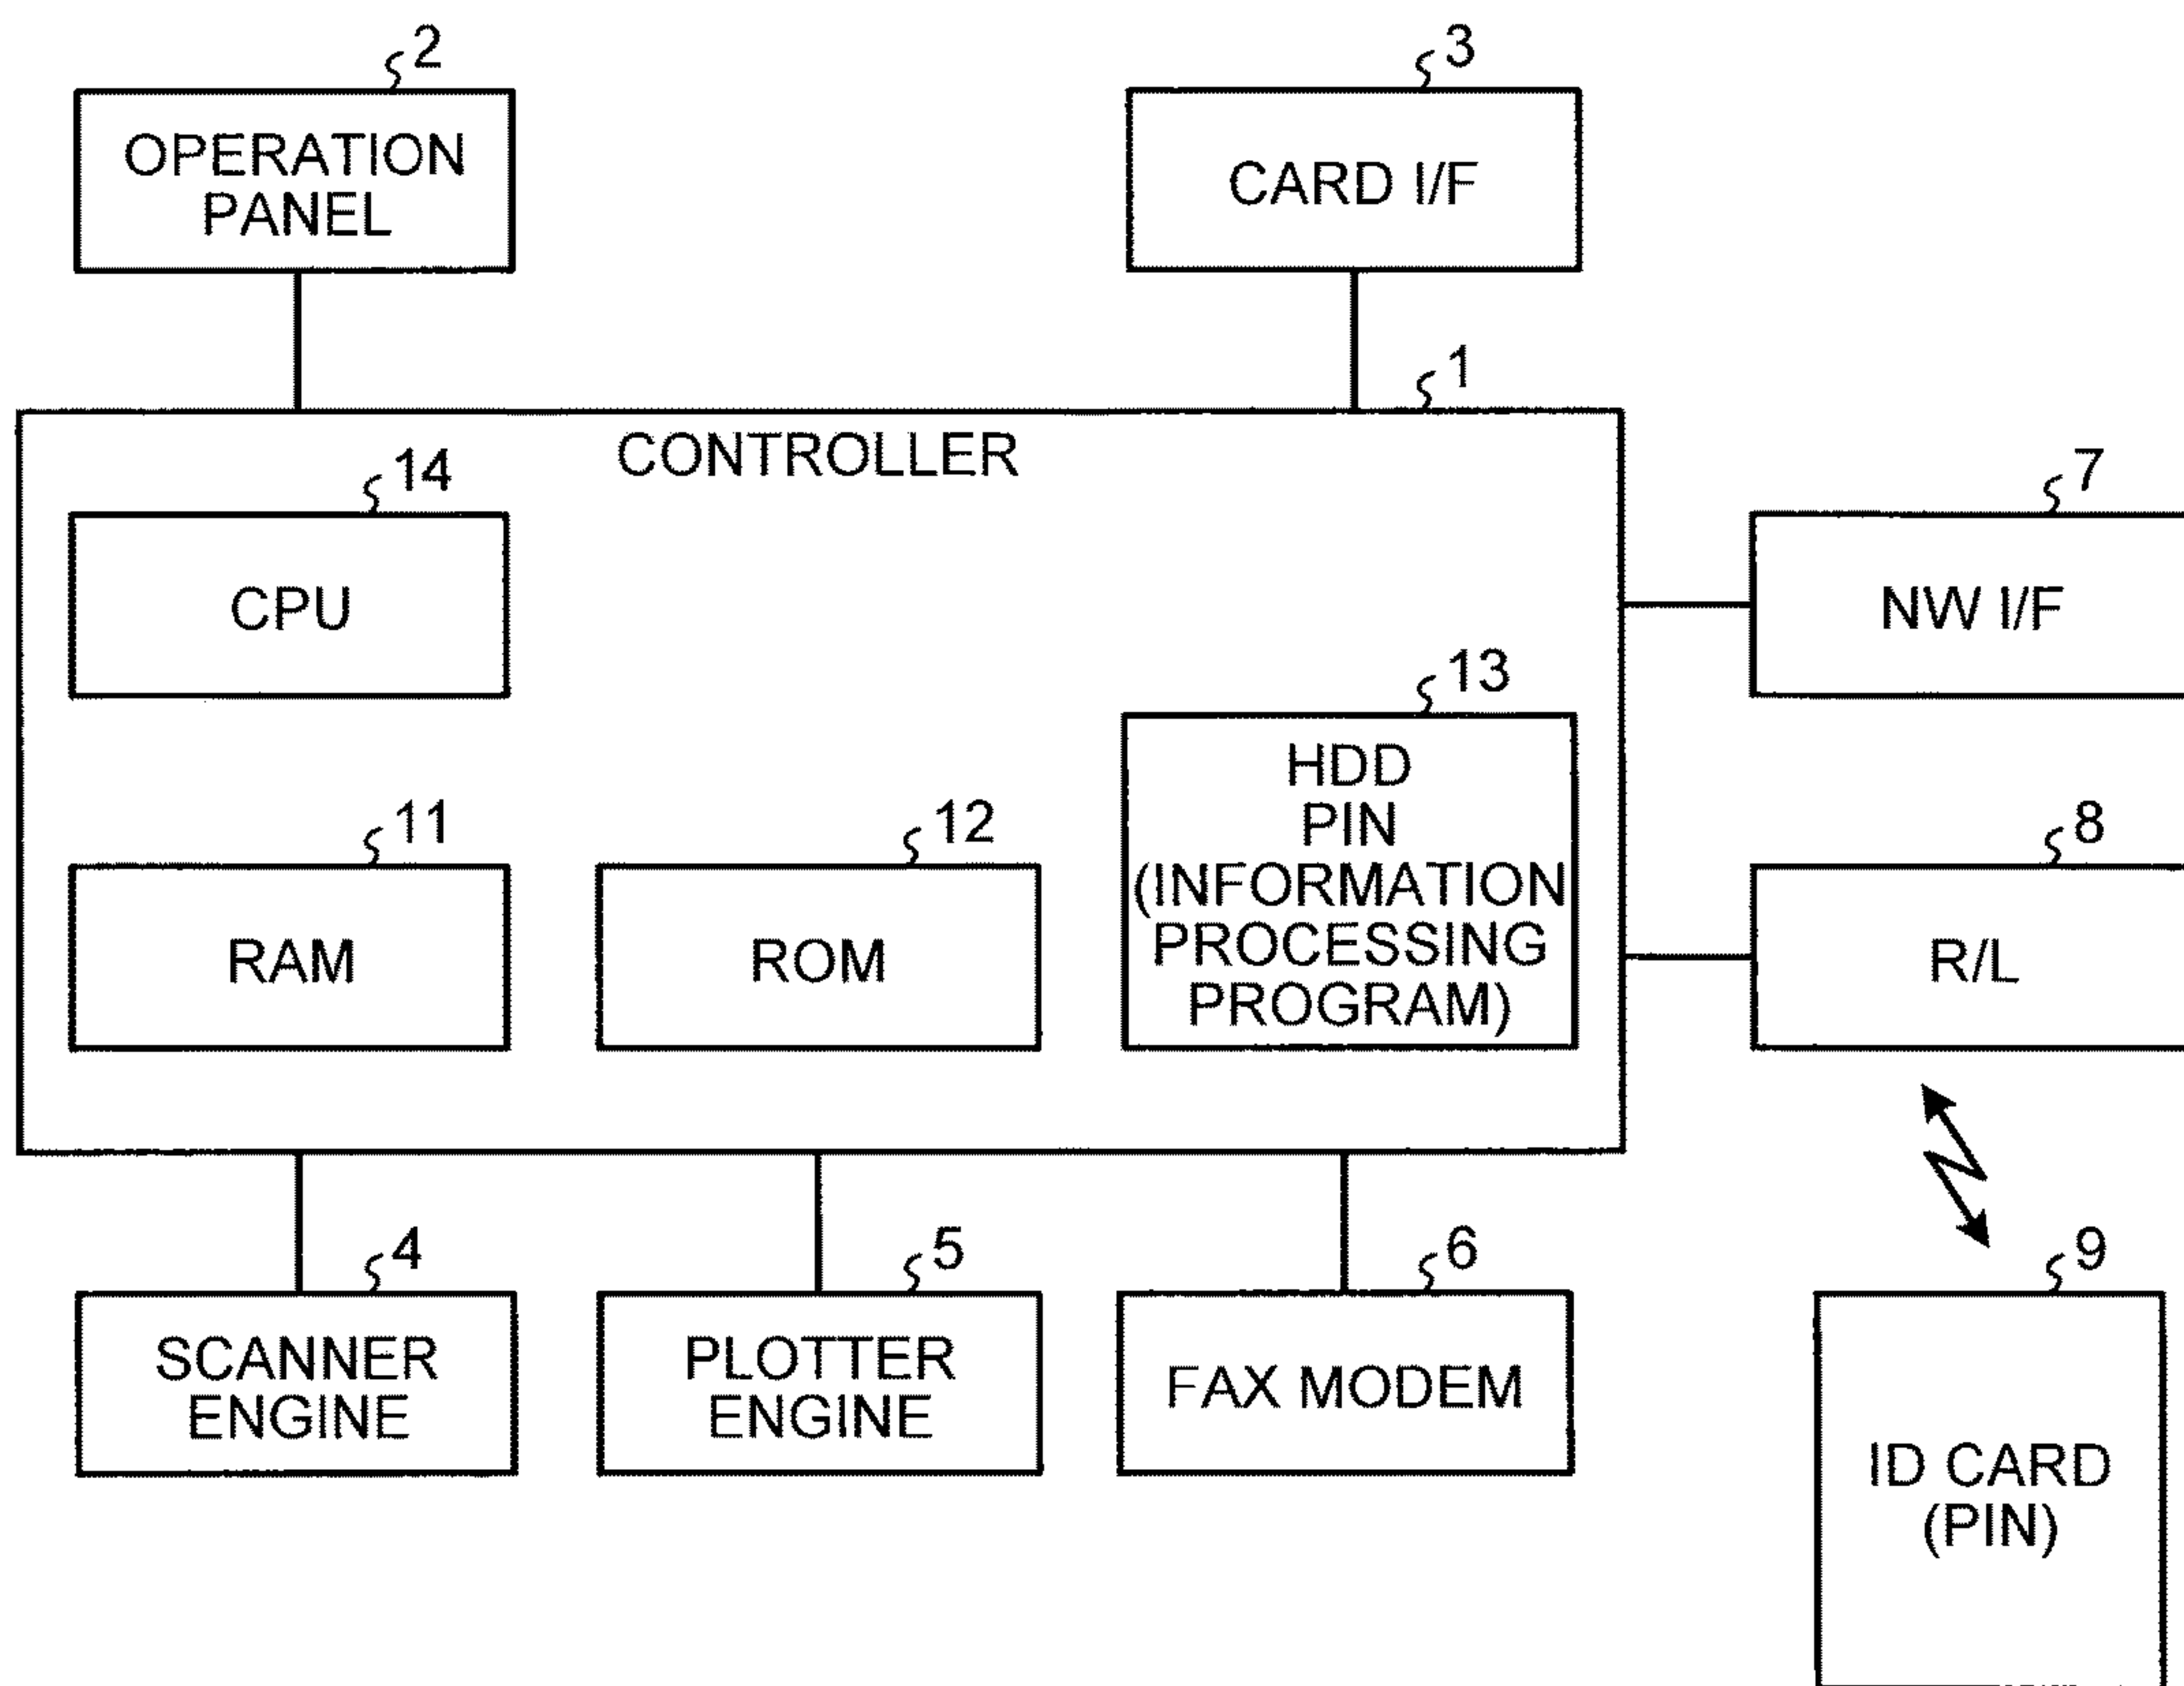 2
OPERATION
PANEL
3
CARD I/F
1
CONTROLLER
14
CPU
7
NW I/F
13
HDD
PIN
(INFORMATION
PROCESSING
PROGRAM)
11
RAM
12
ROM
8
R/L
4
SCANNER
ENGINE
5
PLOTTER
ENGINE
6
FAX MODEM
9
ID CARD
(PIN)